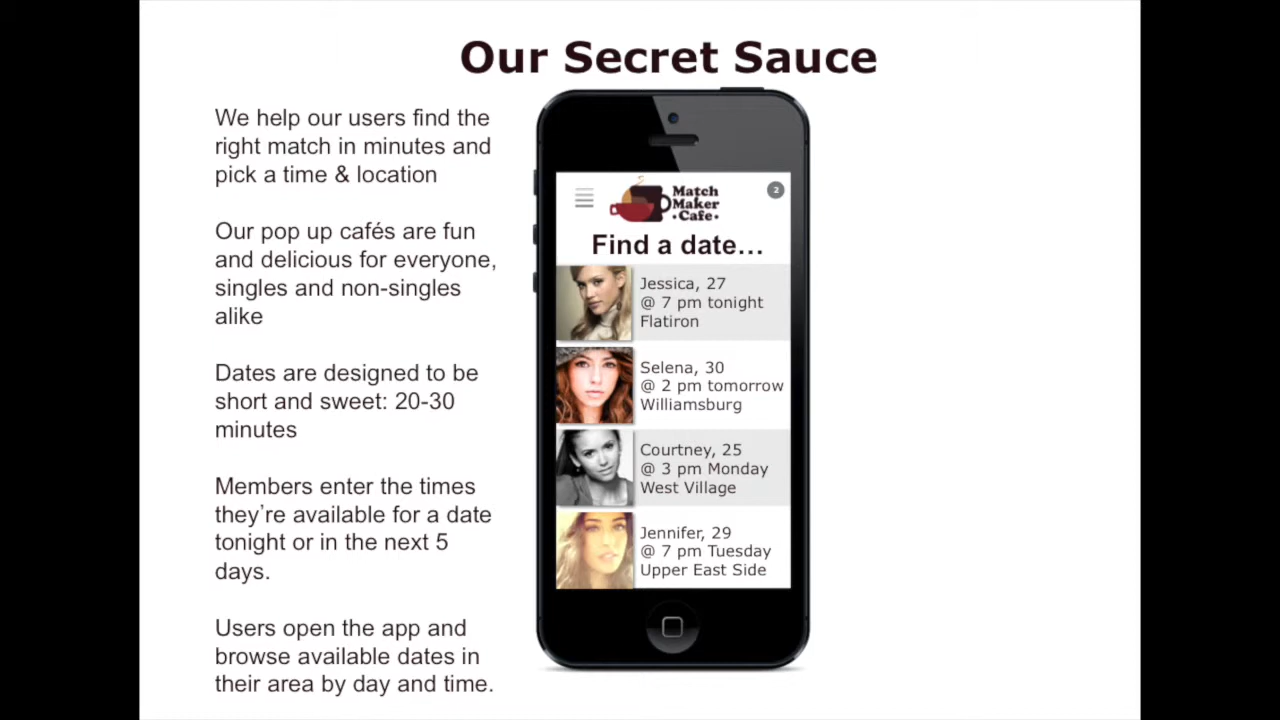 Our Secret Sauce
We help our users find the
right match in minutes and
pick a time & location
Our pop up cafés are fun
and delicious for everyone,
singles and non-singles
alike
Dates are designed to be
short and sweet: 20-30
minutes
Members enter the times
they’re available for a date
tonight or in the next 5
days.
Users open the app and
browse available dates in
their area by day and time.
Match
Maker
•Cafe•
2
Find a date...
Jessica, 27
@ 7 pm tonight
Flatiron
Selena, 30
@ 2 pm tomorrow
Williamsburg
Courtney, 25
@ 3 pm Monday
West Village
Jennifer, 29
@ 7 pm Tuesday
Upper East Side